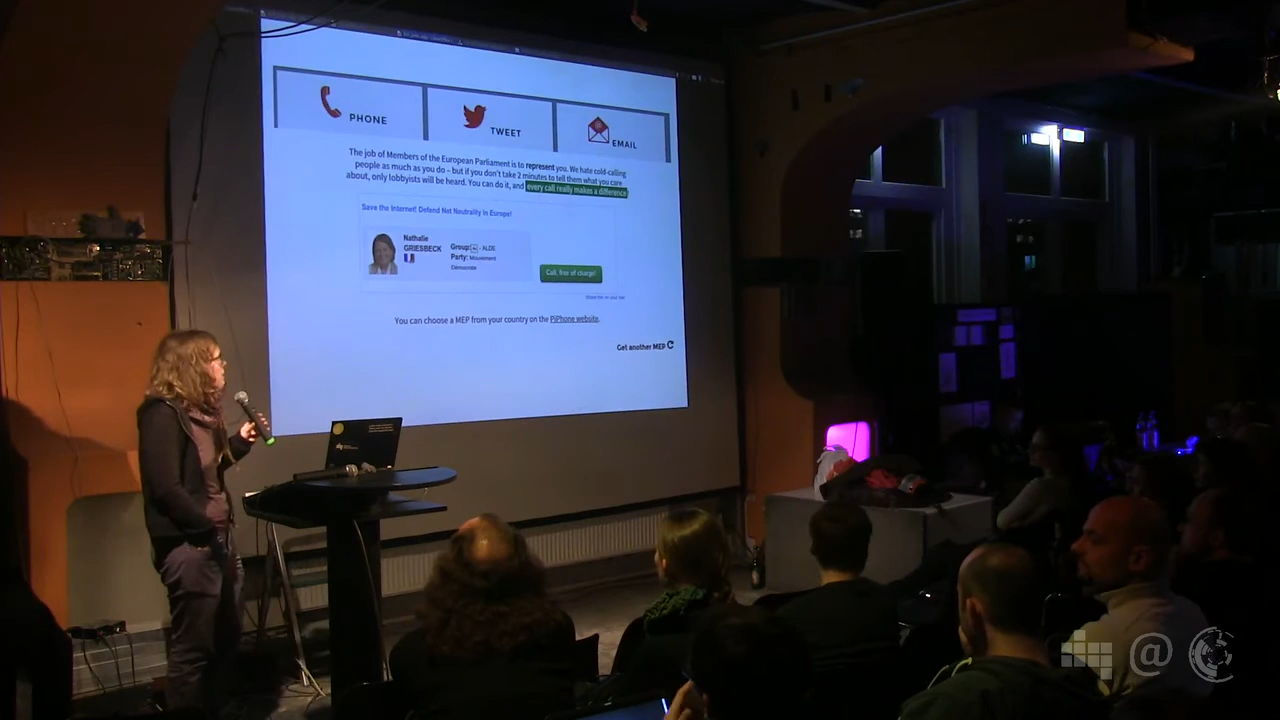 PHONE
TWEET
EMAIL
The job of Members of the European Parliament is to represent you. We hate cold-calling
people as much as you do – but if you don't take 2 minutes to tell them what you care
about, only lobbyists will be heard. You can do it, and every call really makes a difference
Save the Internet! Defend Net Neutrality in Europe!
Nathalie
GRIESBECK
Group: - ALDE
Party: Mouvement
Démocrate
Call, free of charge!
You can choose a MEP from your country on the PiPhone website.
Get another MEP
@